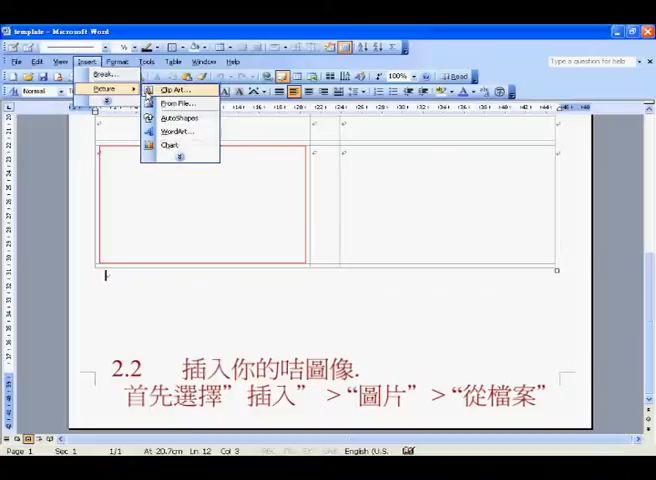 template - Microsoft Word
File Edit View Insert Format Tools Table Window Help
Type a question for help
Normal
100%
Read
Break...
Picture
Clip Art...
From File...
AutoShapes
WordArt...
Chart
2.2 插入你的咭圖像.
首先選擇” 插入” > “圖片” > “從檔案”
Page 1 Sec 1 1/1 At 20.7cm Ln 12 Col 3 English (U.S.